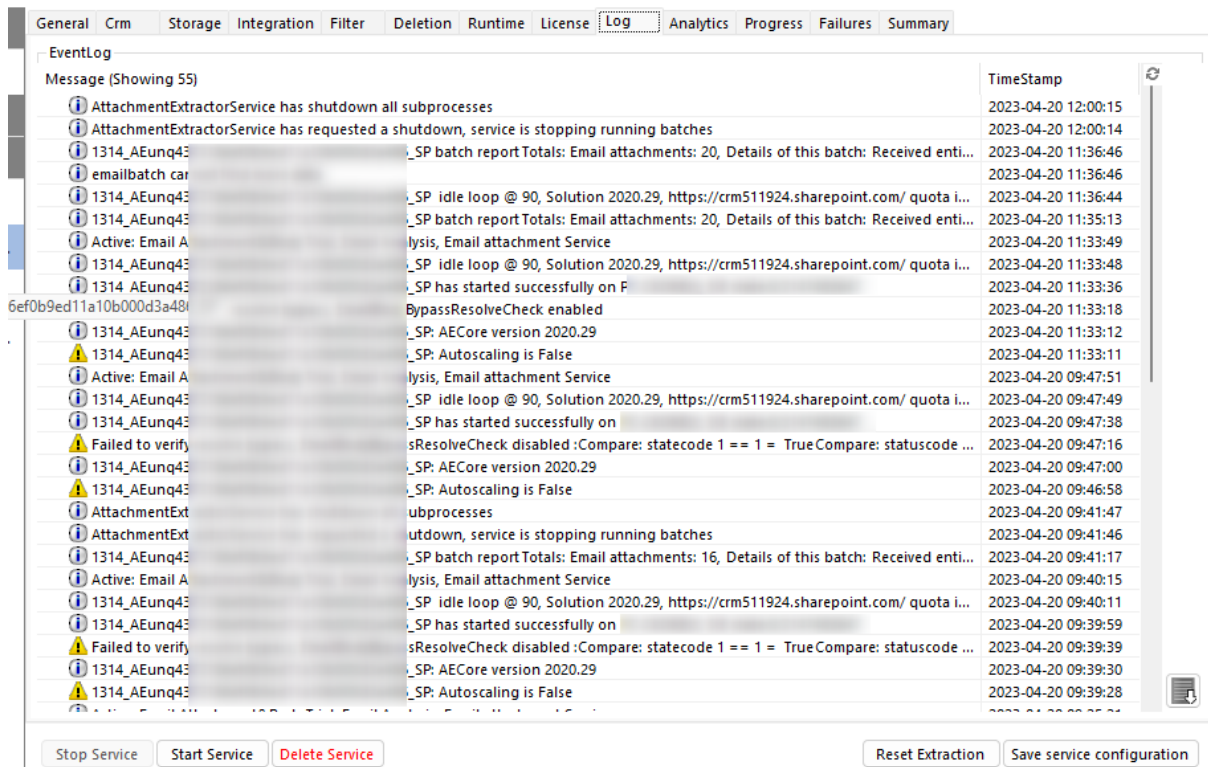 General Crm Storage Integration Filter Deletion Runtime License Log Analytics Progress Failures Summary
EventLog
Message (Showing 55) TimeStamp
AttachmentExtractorService has shutdown all subprocesses 2023-04-20 12:00:15
AttachmentExtractorService has requested a shutdown, service is stopping running batches 2023-04-20 12:00:14
1314_AEunq43 _SP batch report Totals: Email attachments: 20, Details of this batch: Received enti... 2023-04-20 11:36:46
emailbatch car 2023-04-20 11:36:46
1314_AEunq43 _SP idle loop @ 90, Solution 2020.29, https://crm511924.sharepoint.com/ quota i... 2023-04-20 11:36:44
1314_AEunq43 _SP batch report Totals: Email attachments: 20, Details of this batch: Received enti... 2023-04-20 11:35:13
Active: Email A lysis, Email attachment Service 2023-04-20 11:33:49
1314_AEunq43 _SP idle loop @ 90, Solution 2020.29, https://crm511924.sharepoint.com/ quota i... 2023-04-20 11:33:48
1314_AEunq43 _SP has started successfully on P 2023-04-20 11:33:36
6ef0b9ed11a10b000d3a48 BypassResolveCheck enabled 2023-04-20 11:33:18
1314_AEunq43 _SP: AECore version 2020.29 2023-04-20 11:33:12
1314_AEunq43 _SP: Autoscaling is False 2023-04-20 11:33:11
Active: Email A lysis, Email attachment Service 2023-04-20 09:47:51
1314_AEunq43 _SP idle loop @ 90, Solution 2020.29, https://crm511924.sharepoint.com/ quota i... 2023-04-20 09:47:49
1314_AEunq43 _SP has started successfully on 2023-04-20 09:47:38
Failed to verify sResolveCheck disabled :Compare: statecode 1 == 1 = TrueCompare: statuscode ... 2023-04-20 09:47:16
1314_AEunq43 _SP: AECore version 2020.29 2023-04-20 09:47:00
1314_AEunq43 _SP: Autoscaling is False 2023-04-20 09:46:58
AttachmentExt ubprocesses 2023-04-20 09:41:47
AttachmentExt utdown, service is stopping running batches 2023-04-20 09:41:46
1314_AEunq43 _SP batch report Totals: Email attachments: 16, Details of this batch: Received enti... 2023-04-20 09:41:17
Active: Email A lysis, Email attachment Service 2023-04-20 09:40:15
1314_AEunq43 _SP idle loop @ 90, Solution 2020.29, https://crm511924.sharepoint.com/ quota i... 2023-04-20 09:40:11
1314_AEunq43 _SP has started successfully on 2023-04-20 09:39:59
Failed to verify sResolveCheck disabled :Compare: statecode 1 == 1 = TrueCompare: statuscode ... 2023-04-20 09:39:39
1314_AEunq43 _SP: AECore version 2020.29 2023-04-20 09:39:30
1314_AEunq43 _SP: Autoscaling is False 2023-04-20 09:39:28
Stop Service Start Service Delete Service Reset Extraction Save service configuration